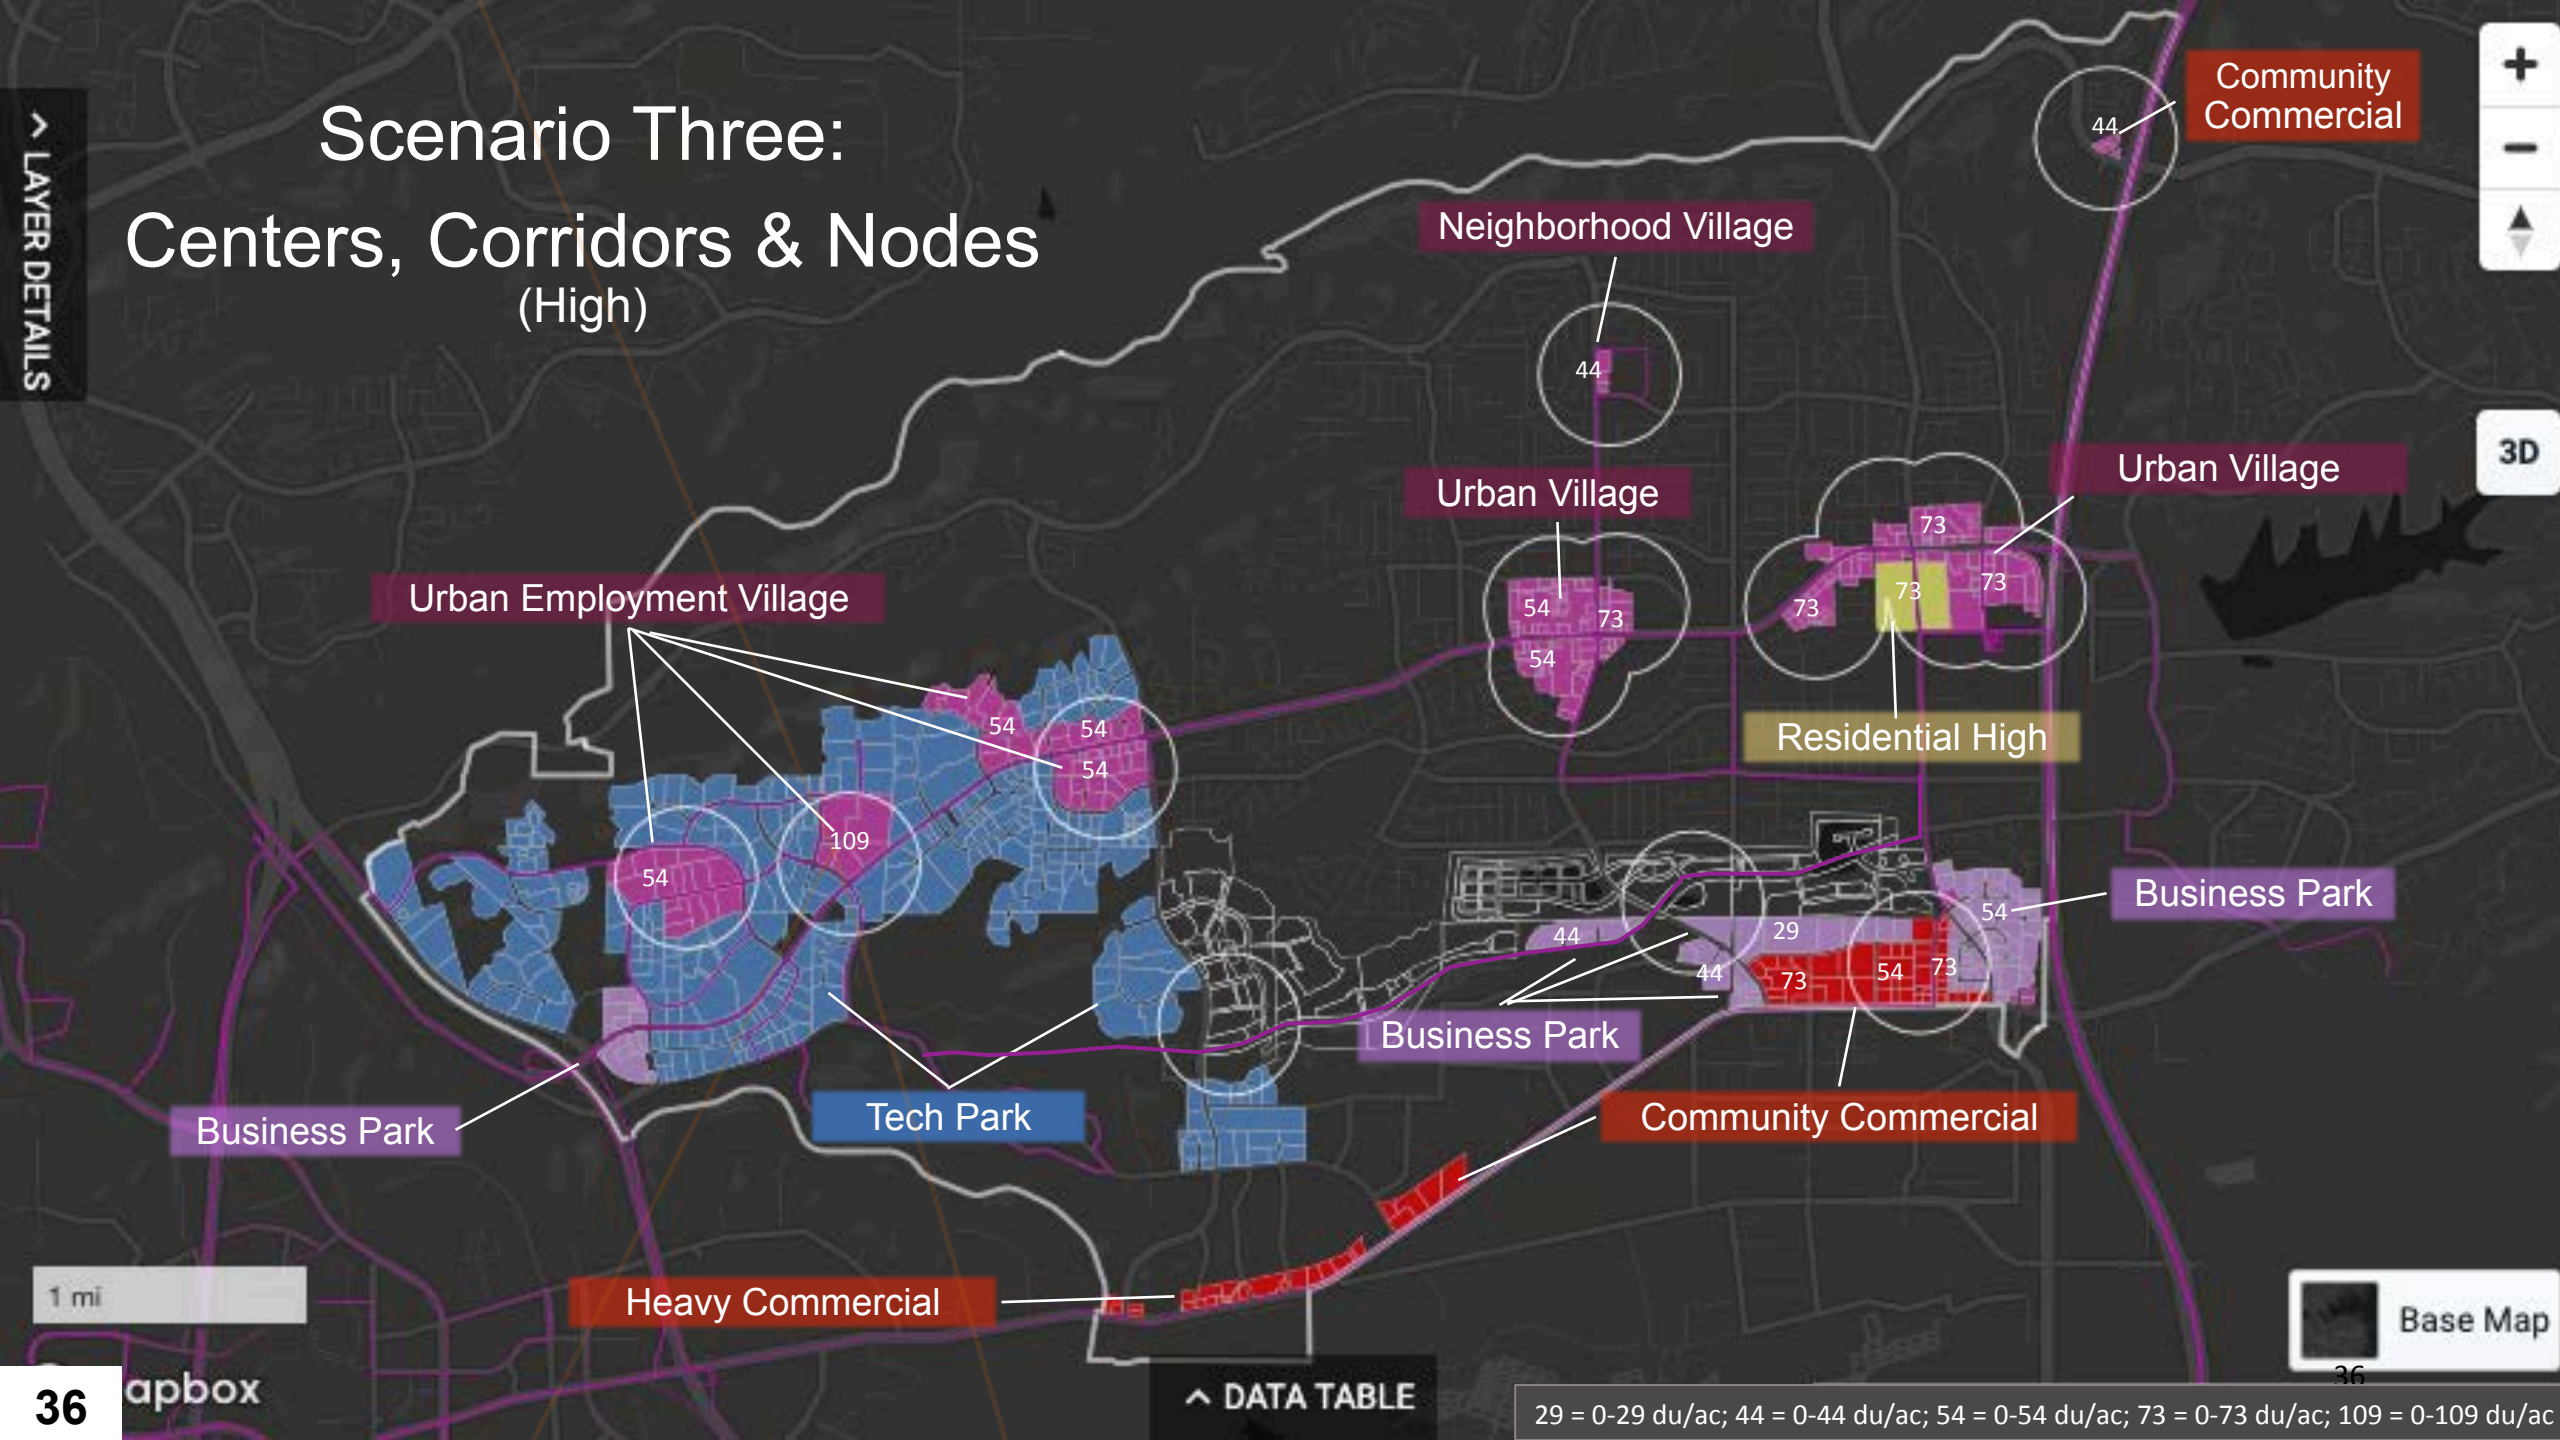 Scenario Three:
Centers, Corridors & Nodes
(High)
LAYER DETAILS
Community
Commercial
44
Neighborhood Village
44
3D
Urban Village
Urban Village
73
73
73
73
54
73
54
Urban Employment Village
54
54
54
109
54
Residential High
Business Park
54
44
29
44
73
54
73
Business Park
Community Commercial
Tech Park
Business Park
Heavy Commercial
1 mi
Base Map
36
apbox
36
DATA TABLE
29 = 0-29 du/ac; 44 = 0-44 du/ac; 54 = 0-54 du/ac; 73 = 0-73 du/ac; 109 = 0-109 du/ac